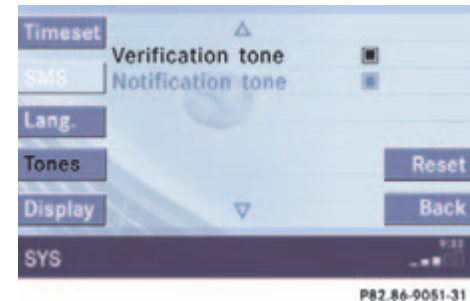 Timeset
Verification tone
SMS
Notification tone
Lang.
Tones
Reset
Display
Back
9:33
SYS
P82.86-9051-31